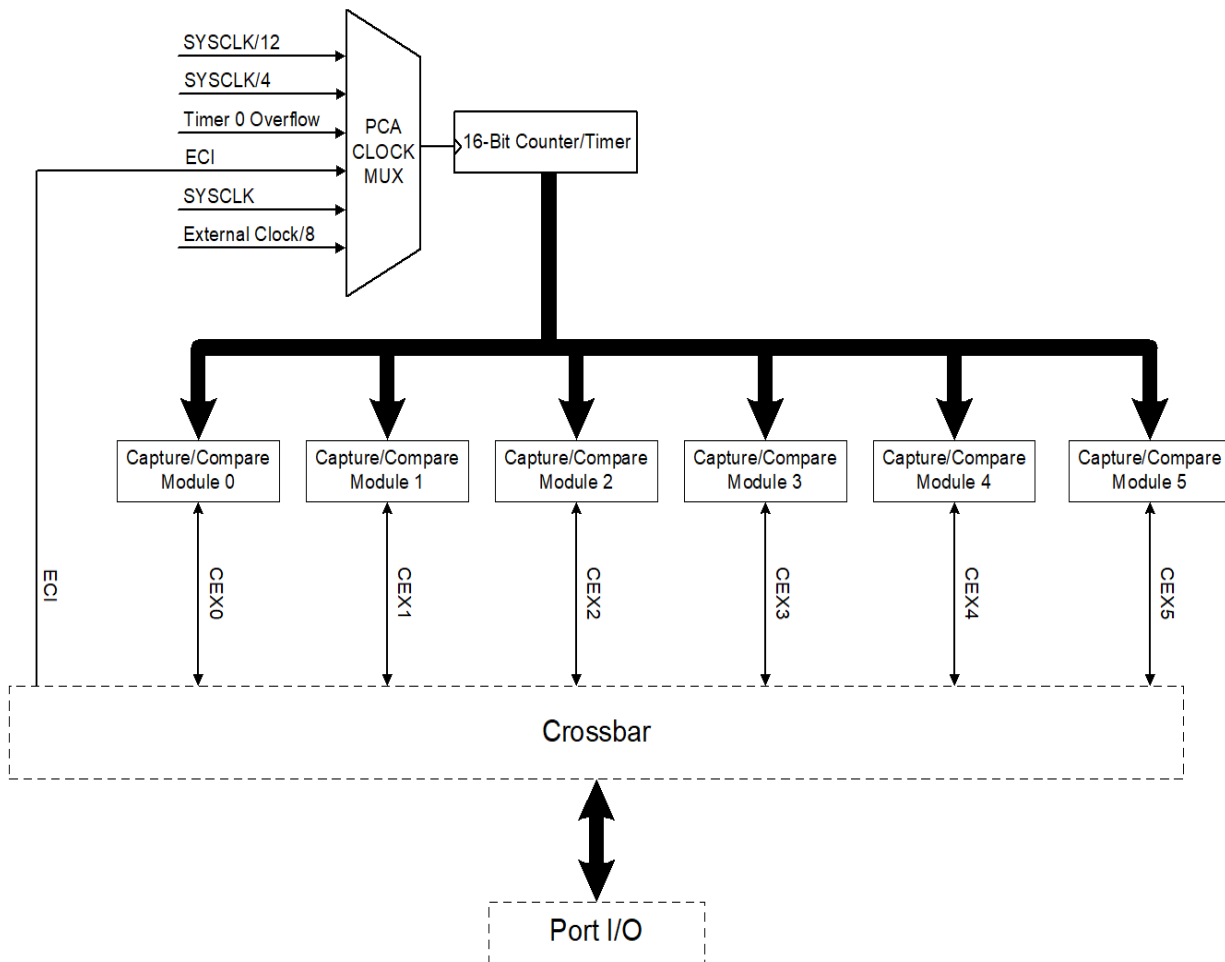 SYSCLK/12
SYSCLK/4
Timer 0 Overflow
ECI
SYSCLK
External Clock/8
PCA
CLOCK
MUX
16-Bit Counter/Timer
Capture/Compare
Module 0
Capture/Compare
Module 1
Capture/Compare
Module 2
Capture/Compare
Module 3
Capture/Compare
Module 4
Capture/Compare
Module 5
ECI
CEX0
CEX1
CEX2
CEX3
CEX4
CEX5
Crossbar
Port I/O